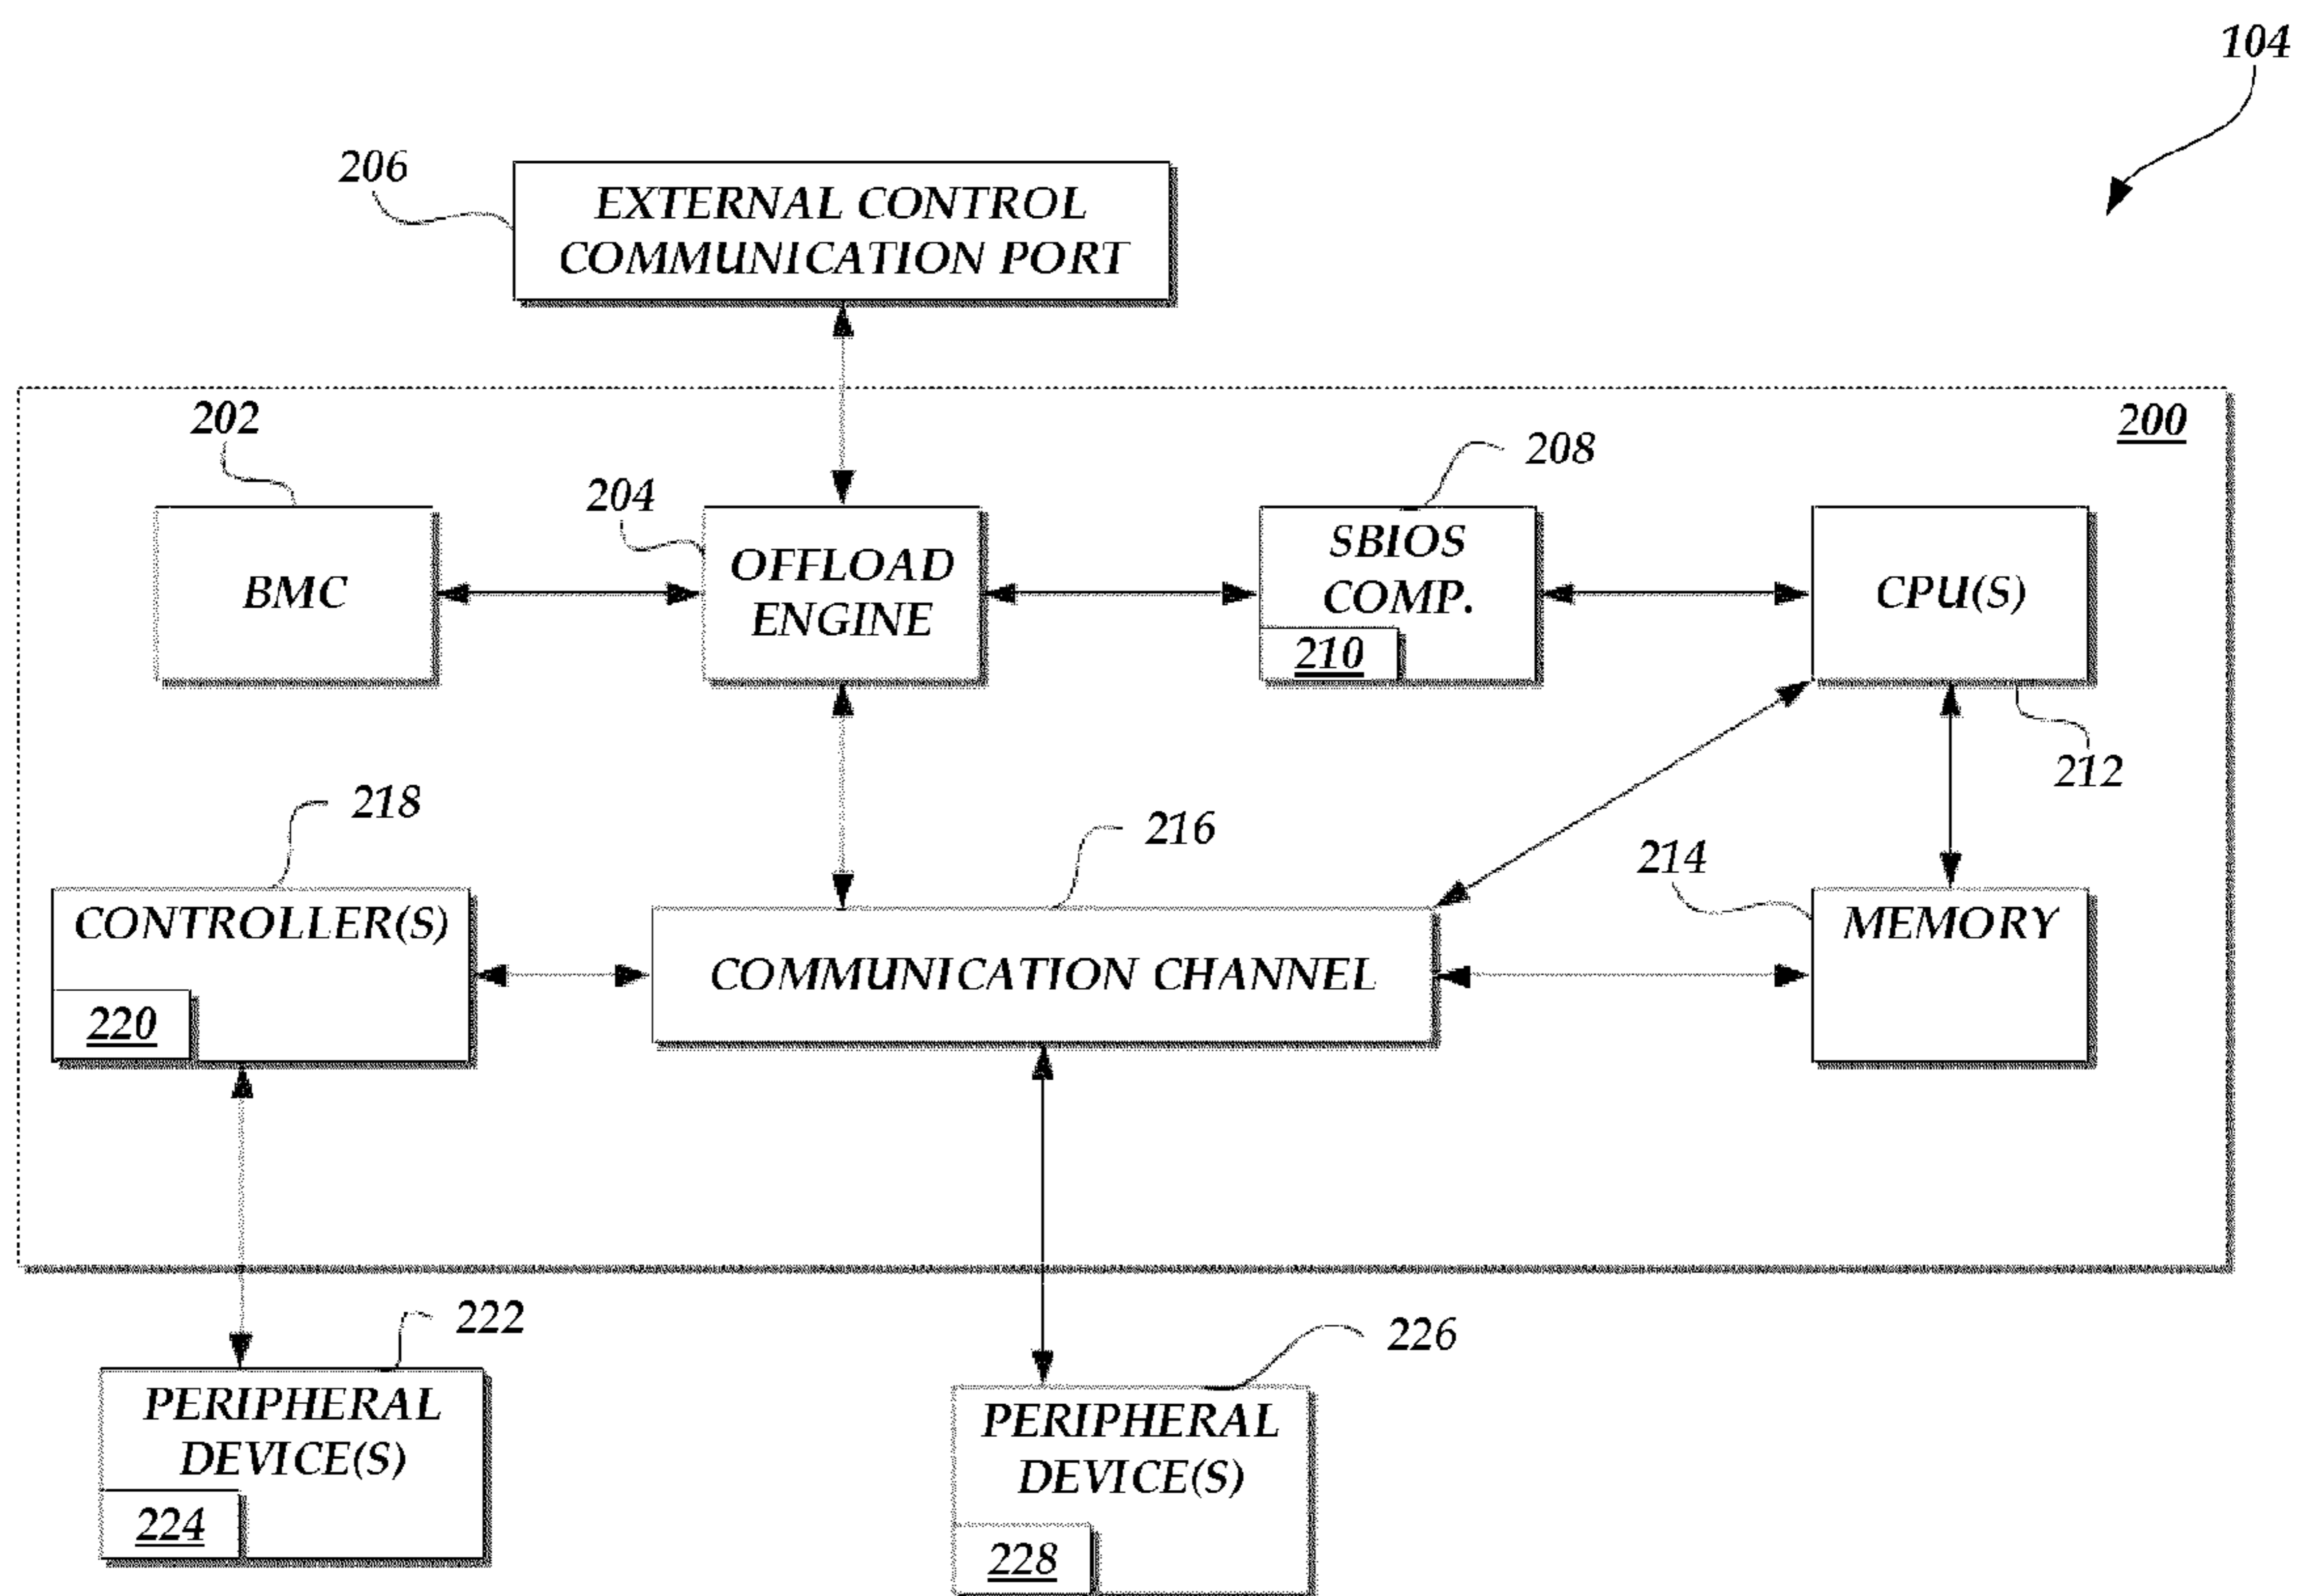 104
206
EXTERNAL CONTROL
COMMUNICATION PORT
200
202
204
208
BMC
OFFLOAD
ENGINE
SBIOS
COMP.
210
CPU(S)
212
218
216
214
CONTROLLER(S)
220
COMMUNICATION CHANNEL
MEMORY
222
226
PERIPHERAL
DEVICE(S)
224
PERIPHERAL
DEVICE(S)
228